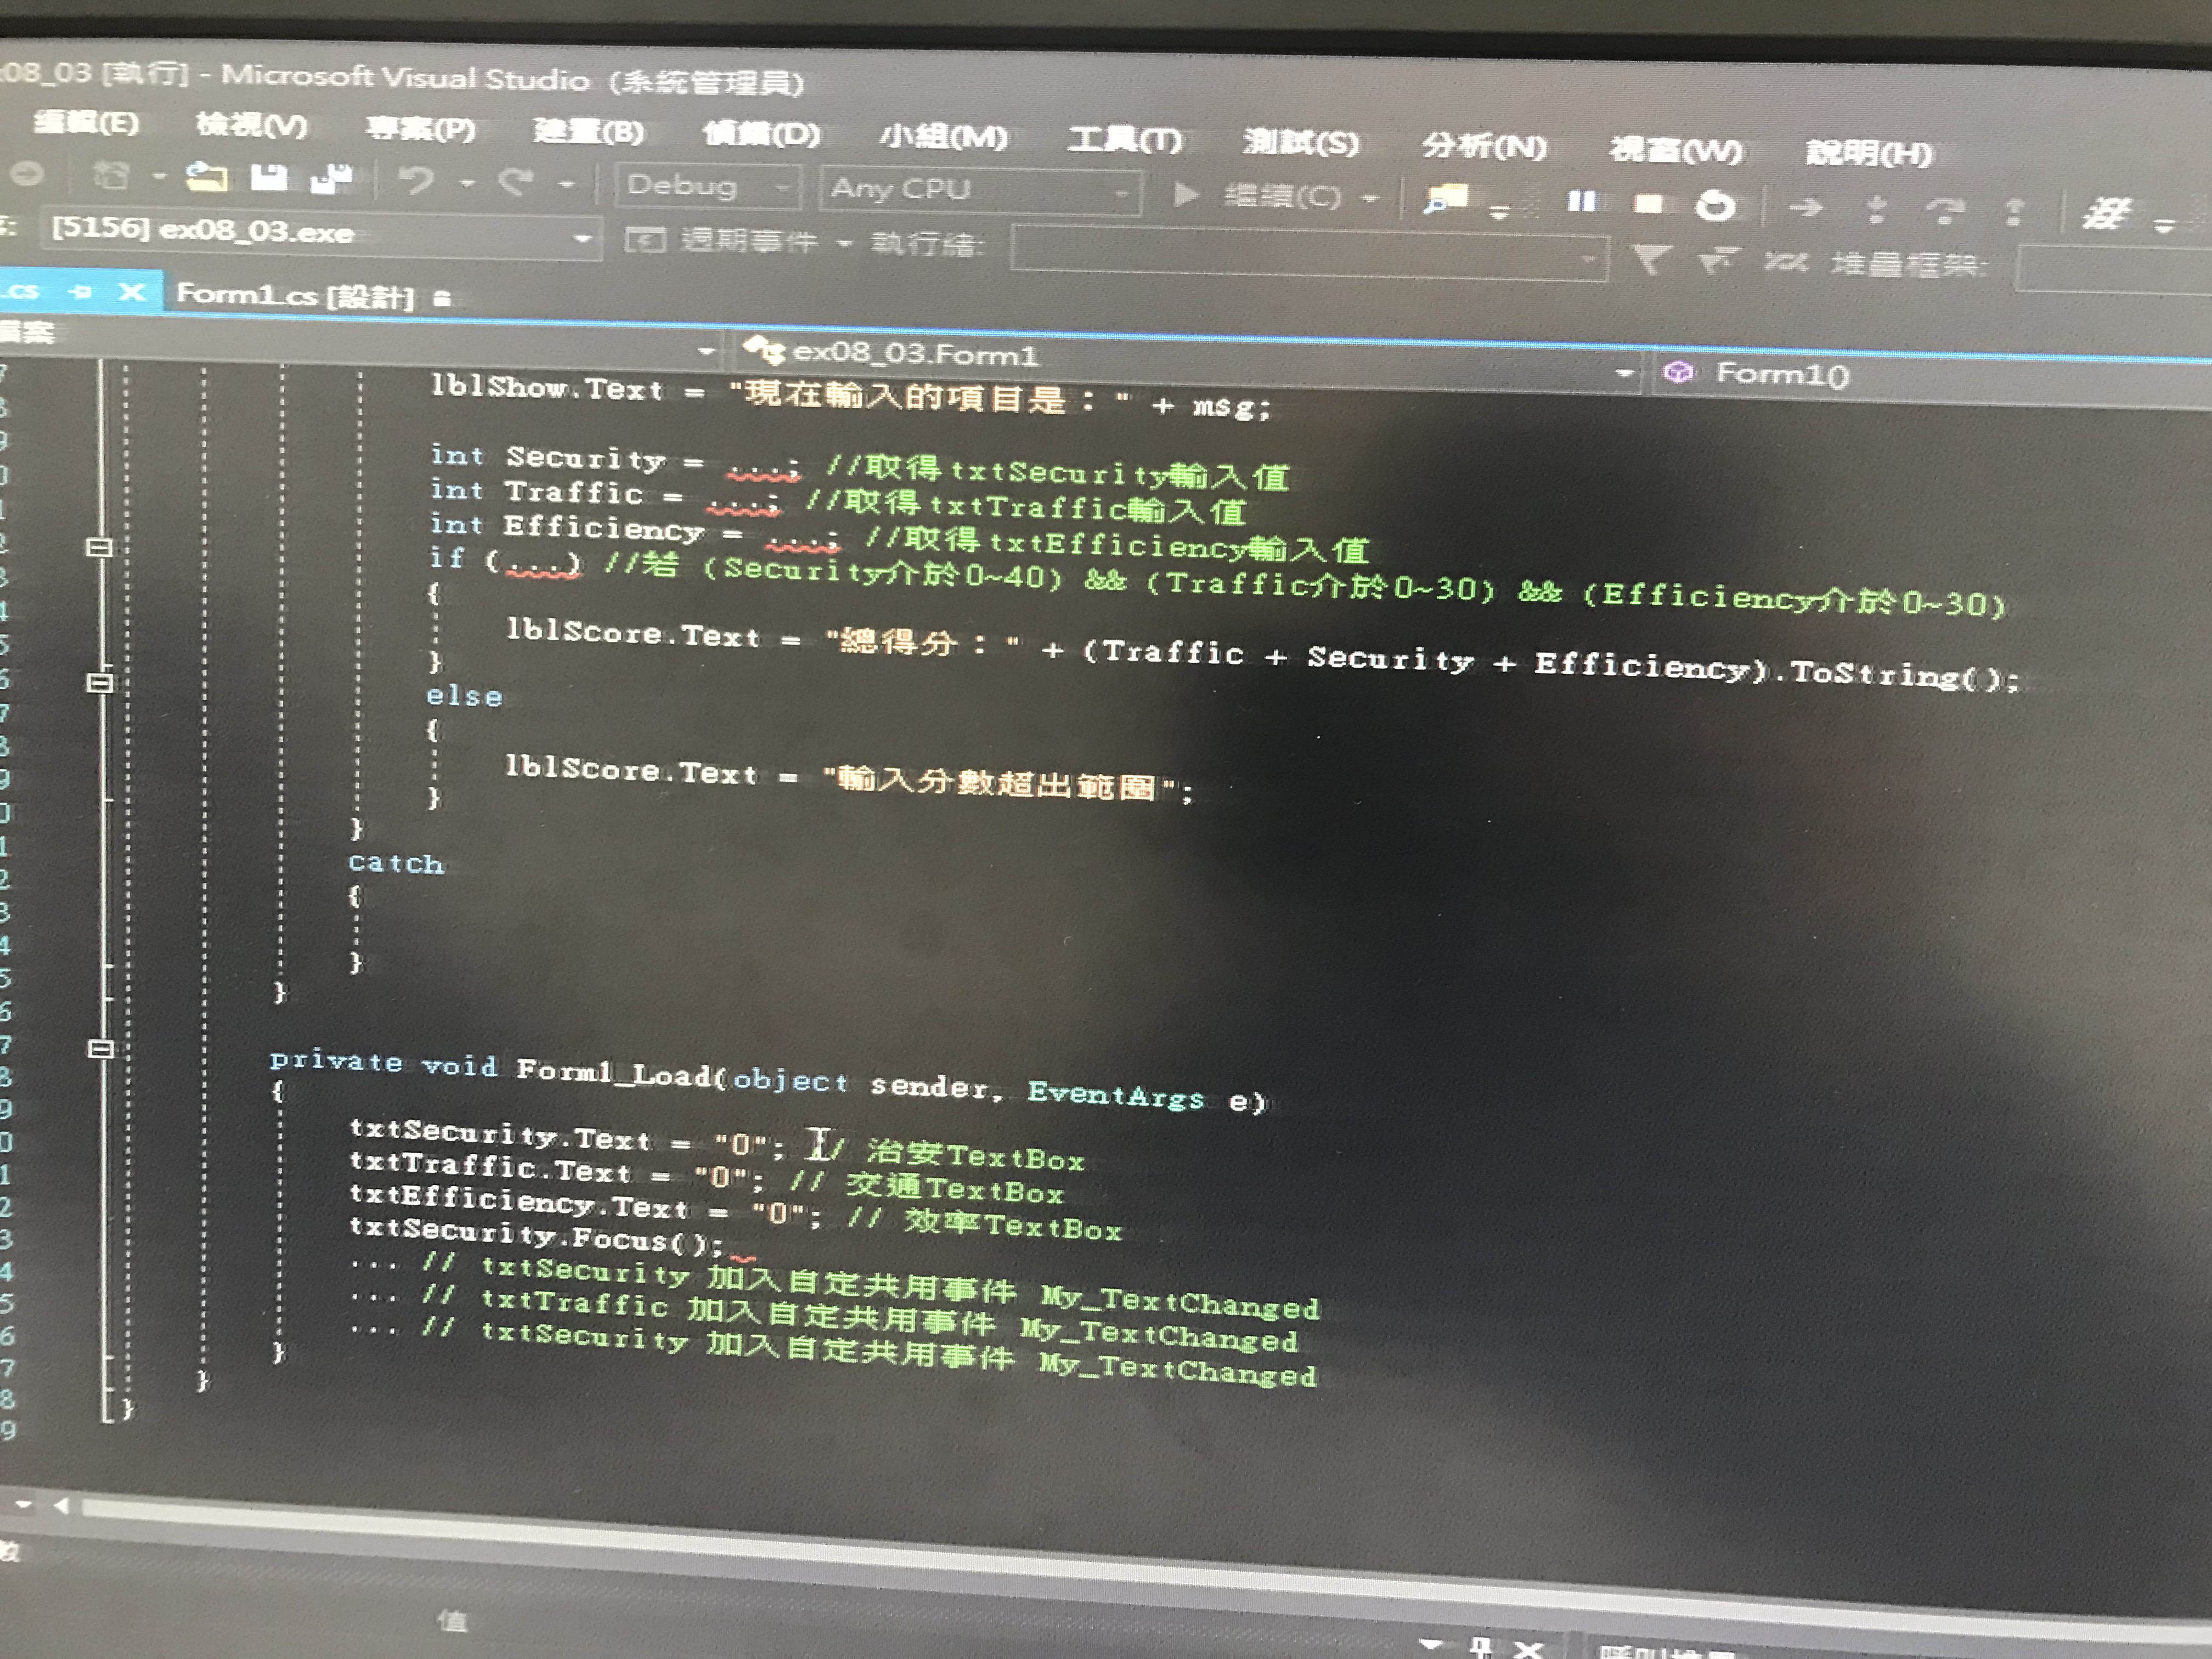 x08_03 [執行] - Microsoft Visual Studio (系統管理員)
編輯(E) 檢視(V) 專案(P) 建置(B) 偵錯(D) 小組(M) 工具(T) 測試(S) 分析(N) 視窗(W) 說明(H)
Debug Any CPU 繼續(C)
[5156] ex08_03.exe 週期事件 執行緒: 堆疊框架:
.cs Form1.cs [設計]
檔案 ex08_03.Form1 Form1()
lblShow.Text = "現在輸入的項目是：" + msg;
int Security = ...; //取得txtSecurity輸入值
int Traffic = ...; //取得txtTraffic輸入值
int Efficiency = ...; //取得txtEfficiency輸入值
if (...) //若 (Security介於0~40) && (Traffic介於0~30) && (Efficiency介於0~30)
{
lblScore.Text = "總得分：" + (Traffic + Security + Efficiency).ToString();
}
else
{
lblScore.Text = "輸入分數超出範圍";
}
}
catch
{
}
}
private void Form1_Load(object sender, EventArgs e)
{
txtSecurity.Text = "0"; // 治安TextBox
txtTraffic.Text = "0"; // 交通TextBox
txtEfficiency.Text = "0"; // 效率TextBox
txtSecurity.Focus();
... // txtSecurity 加入自定共用事件 My_TextChanged
... // txtTraffic 加入自定共用事件 My_TextChanged
... // txtSecurity 加入自定共用事件 My_TextChanged
}
}
}
值